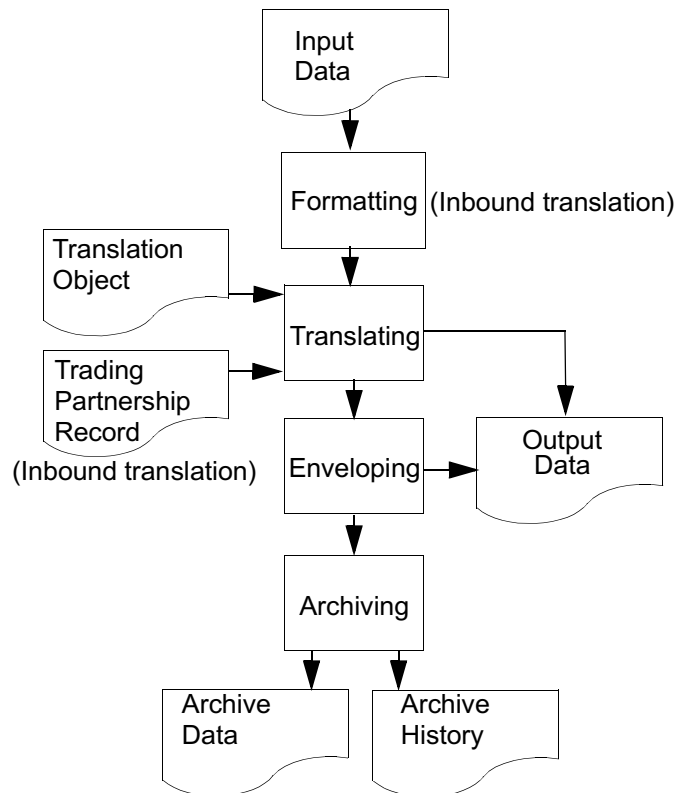 Input
Data
Formatting
(Inbound translation)
Translation
Object
Translating
Trading
Partnership
Record
(Inbound translation)
Enveloping
Output
Data
Archiving
Archive
Data
Archive
History